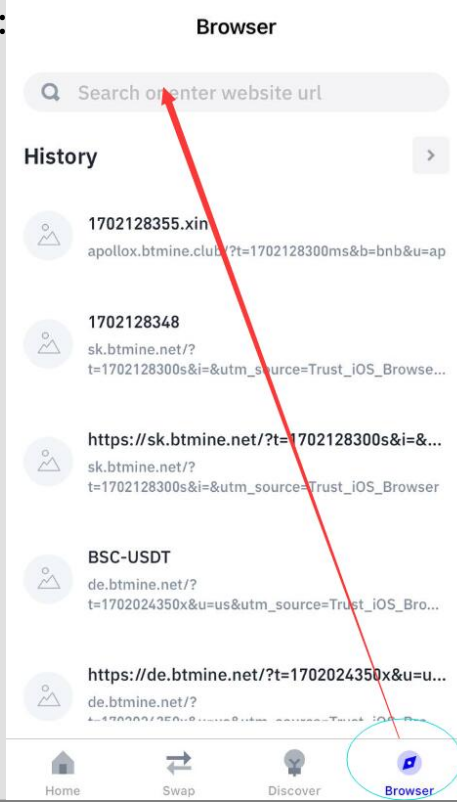 :
Browser
Search or enter website url
History
1702128355.xin
apollox.btmine.club/?t=1702128300ms&b=bnb&u=ap
1702128348
sk.btmine.net/?
t=1702128300s&i=&utm_source=Trust_iOS_Browse...
https://sk.btmine.net/?t=1702128300s&i=&...
sk.btmine.net/?
t=1702128300s&i=&utm_source=Trust_iOS_Browser
BSC-USDT
de.btmine.net/?
t=1702024350x&u=us&utm_source=Trust_iOS_Bro...
https://de.btmine.net/?t=1702024350x&u=u...
de.btmine.net/?
Home
Swap
Discover
Browser